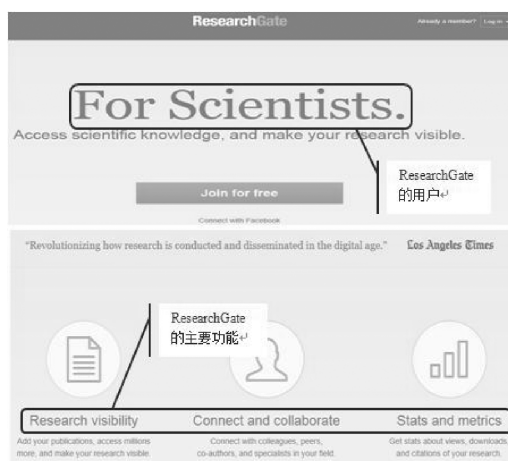 ResearchGate
Already a member? Log in
For Scientists.
Access scientific knowledge, and make your research visible.
ResearchGate
的用户↵
Join for free
Connect with Facebook
“Revolutionizing how research is conducted and disseminated in the digital age.” Los Angeles Times
ResearchGate
的主要功能↵
Research visibility
Connect and collaborate
Stats and metrics
Add your publications, access millions
more, and make your research visible.
Connect with colleagues, peers,
co-authors, and specialists in your field.
Get stats about views, downloads,
and citations of your research.